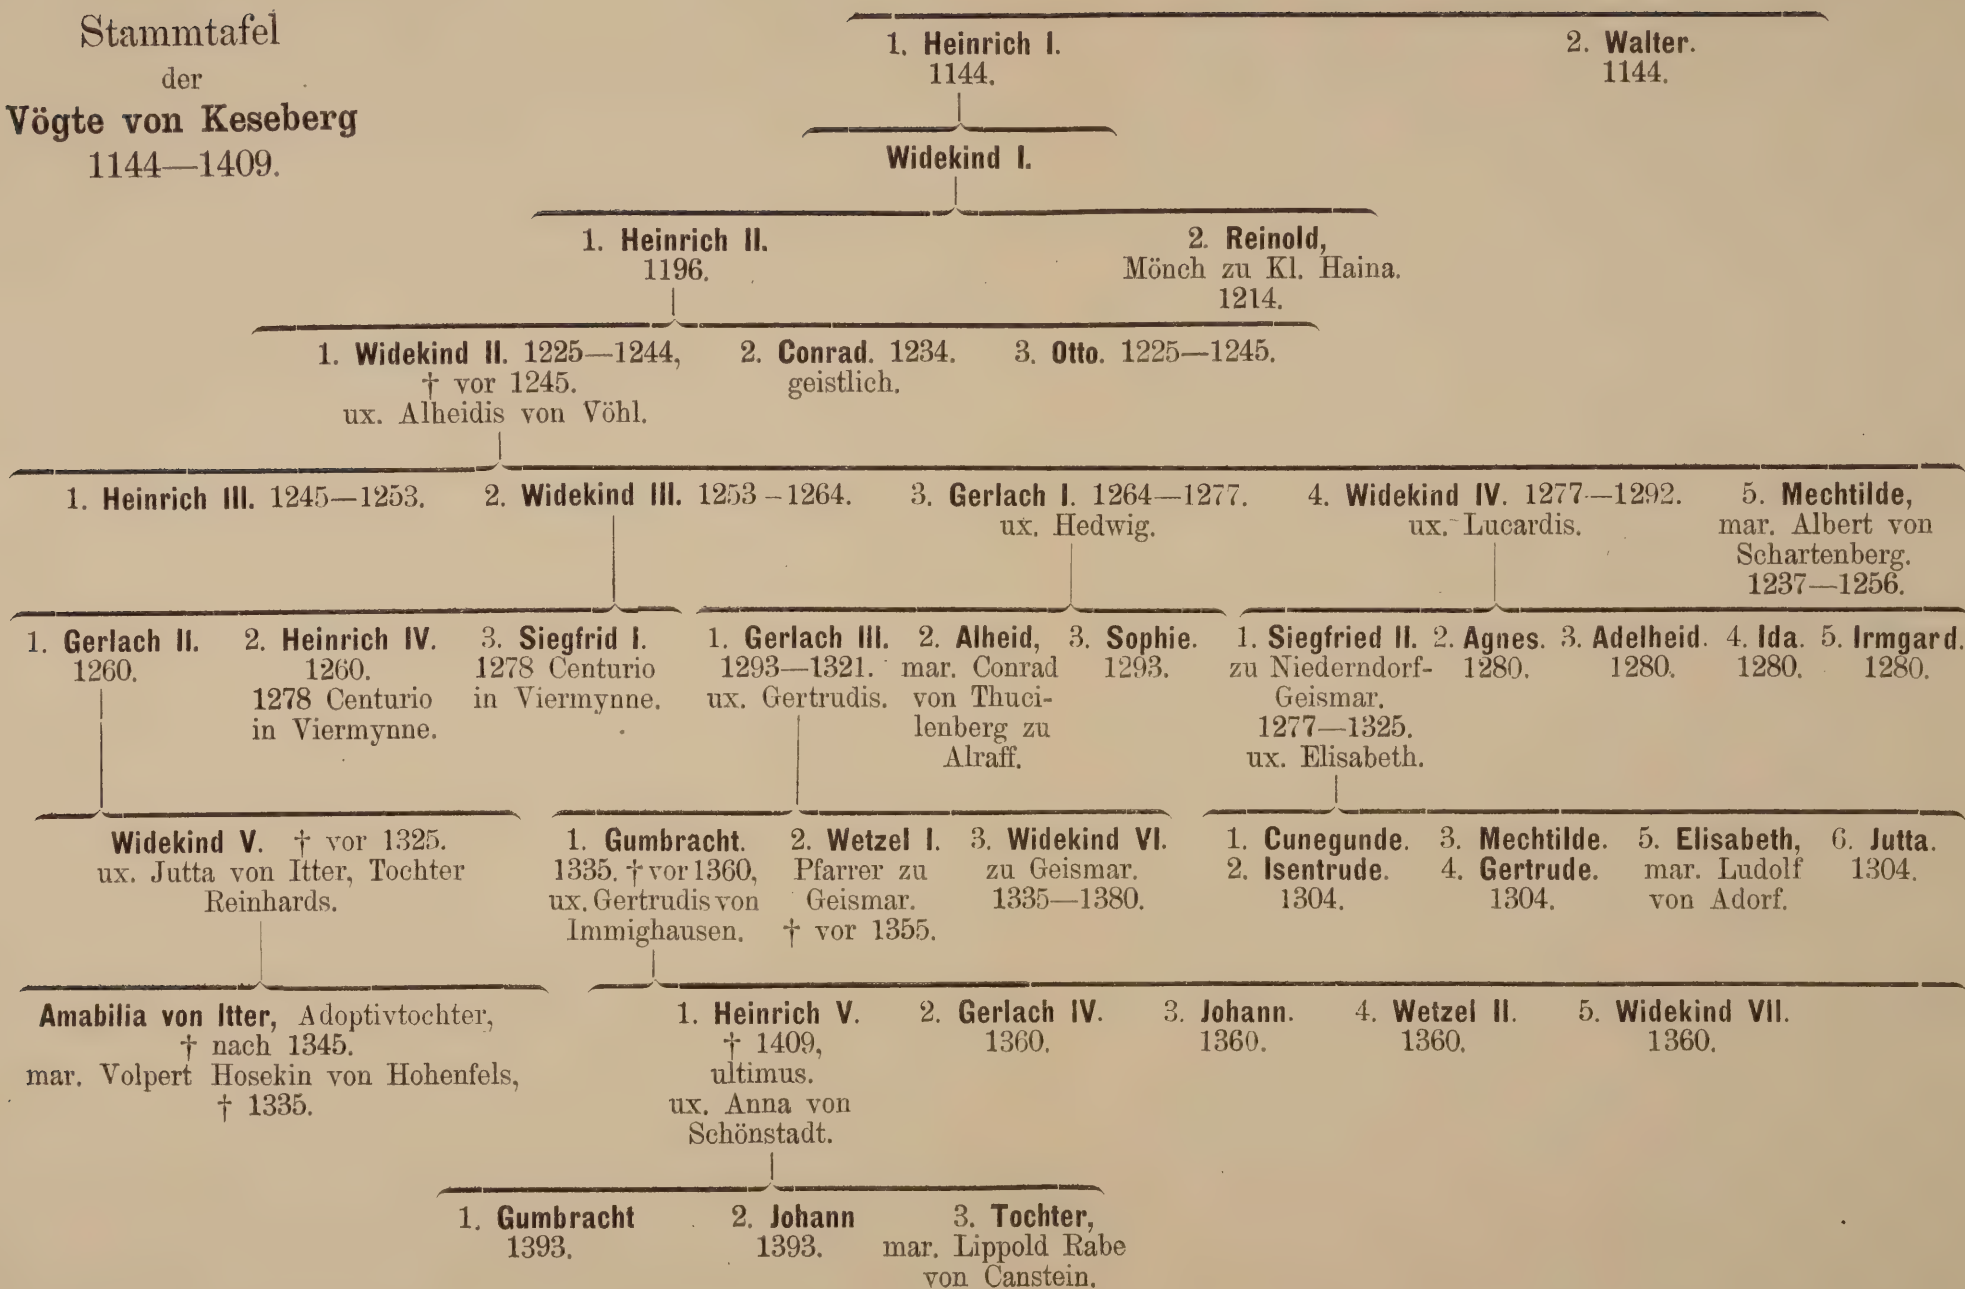 Stammtafel
der
Vögte von Keseberg
1144—1409.
1. Heinrich I.
1144.
2. Walter.
1144.
Widekind I.
1. Heinrich II.
1196.
2. Reinold,
Mönch zu Kl. Haina.
1214.
1. Widekind II. 1225—1244,
† vor 1245.
ux. Alheidis von Vöhl.
2. Conrad. 1234.
geistlich.
3. Otto. 1225—1245.
1. Heinrich III. 1245—1253.
2. Widekind III. 1253–1264.
3. Gerlach I. 1264—1277.
ux. Hedwig.
4. Widekind IV. 1277—1292.
ux. Lucardis.
5. Mechtilde,
mar. Albert von
Schartenberg.
1237—1256.
1. Gerlach II.
1260.
2. Heinrich IV.
1260.
1278 Centurio
in Viermynne.
3. Siegfrid I.
1278 Centurio
in Viermynne.
1. Gerlach III.
1293—1321.
ux. Gertrudis.
2. Alheid,
mar. Conrad
von Thuci-
lenberg zu
Alraff.
3. Sophie.
1293.
1. Siegfried II.
zu Niederndorf-
Geismar.
1277—1325.
ux. Elisabeth.
2. Agnes.
1280.
3. Adelheid.
1280.
4. Ida.
1280.
5. Irmgard.
1280.
Widekind V. † vor 1325.
ux. Jutta von Itter, Tochter
Reinhards.
1. Gumbracht.
1335. † vor 1360,
ux. Gertrudis von
Immighausen.
2. Wetzel I.
Pfarrer zu
Geismar.
† vor 1355.
3. Widekind VI.
zu Geismar.
1335—1380.
1. Cunegunde.
2. Isentrude.
1304.
3. Mechtilde.
4. Gertrude.
1304.
5. Elisabeth,
mar. Ludolf
von Adorf.
6. Jutta.
1304.
Amabilia von Itter, Adoptivtochter,
† nach 1345.
mar. Volpert Hosekin von Hohenfels,
† 1335.
1. Heinrich V.
† 1409,
ultimus.
ux. Anna von
Schönstadt.
2. Gerlach IV.
1360.
3. Johann.
1360.
4. Wetzel II.
1360.
5. Widekind VII.
1360.
1. Gumbracht
1393.
2. Johann
1393.
3. Tochter,
mar. Lippold Rabe
von Canstein.